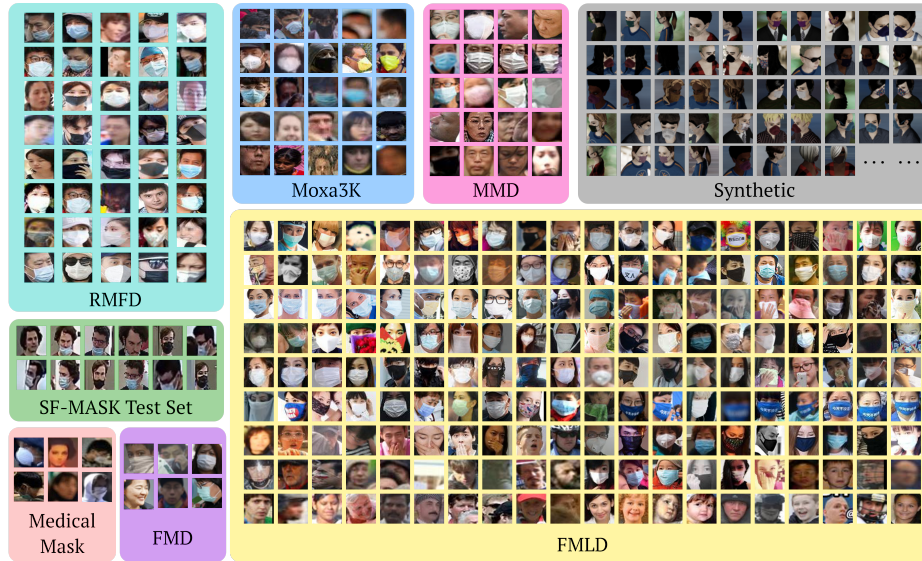 Moxa3K
MMD
Synthetic
RMFD
SF-MASK Test Set
Medical
Mask
FMD
FMLD
... ...